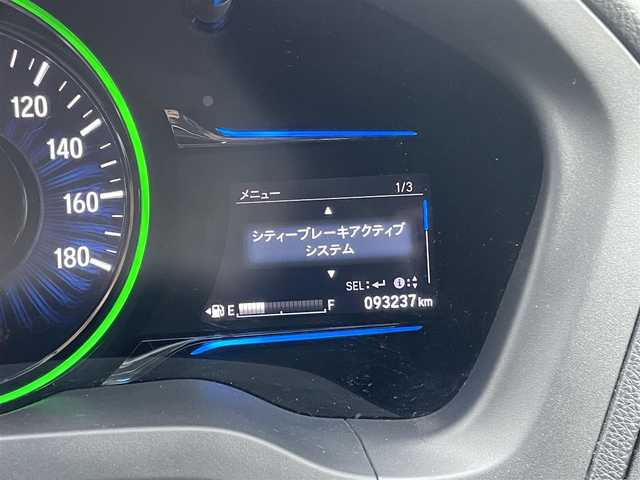 120
140
160
180
メニュー 1/3
▲
シティーブレーキアクティブ
システム
▼
SEL:↵ i:
E F
093237km